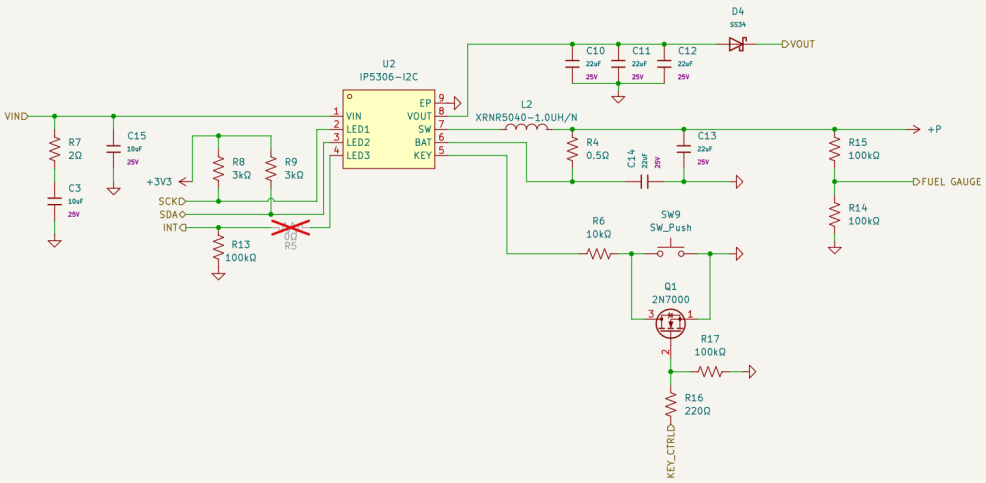 D4
SS34
VOUT
C10
22uF
25V
C11
22uF
25V
C12
22uF
25V
U2
IP5306-I2C
EP
9
VIN
1
VOUT
8
LED1
2
SW
7
LED2
3
BAT
6
LED3
4
KEY
5
VIN
R7
2Ω
C15
10uF
25V
C3
10uF
25V
R8
3kΩ
R9
3kΩ
+3V3
SCK
SDA
INT
0Ω
R5
R13
100kΩ
L2
XRNR5040-1.0UH/N
R4
0.5Ω
C14
22uF
25V
C13
22uF
25V
+P
R15
100kΩ
FUEL GAUGE
R14
100kΩ
R6
10kΩ
SW9
SW_Push
Q1
2N7000
3
1
2
R17
100kΩ
R16
220Ω
KEY_CTRL